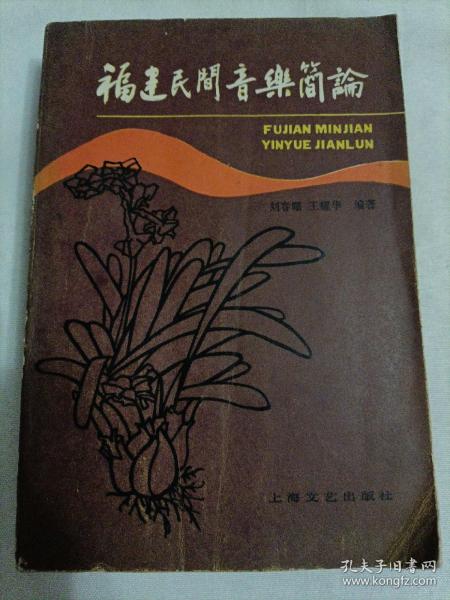 福建民間音樂简論
FUJIAN MINJIAN
YINYUE JIANLUN
刘春曙 王耀华 编著
上海文艺出版社
孔夫子旧书网
www.kongfz.com